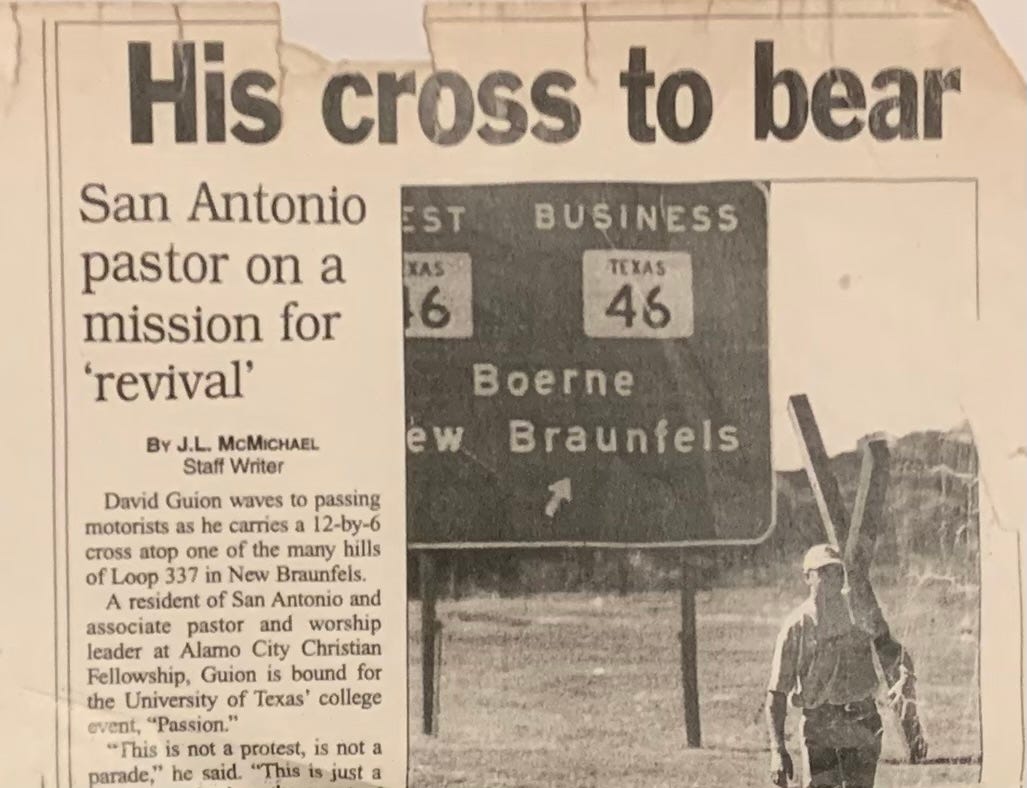 His cross to bear
San Antonio
pastor on a
mission for
‘revival’
BY J.L. MCMICHAEL
Staff Writer
David Guion waves to passing
motorists as he carries a 12-by-6
cross atop one of the many hills
of Loop 337 in New Braunfels.
A resident of San Antonio and
associate pastor and worship
leader at Alamo City Christian
Fellowship, Guion is bound for
the University of Texas’ college
event, “Passion.”
“This is not a protest, is not a
parade,” he said. “This is just a
EST BUSINESS
XAS TEXAS
46 46
Boerne
ew Braunfels